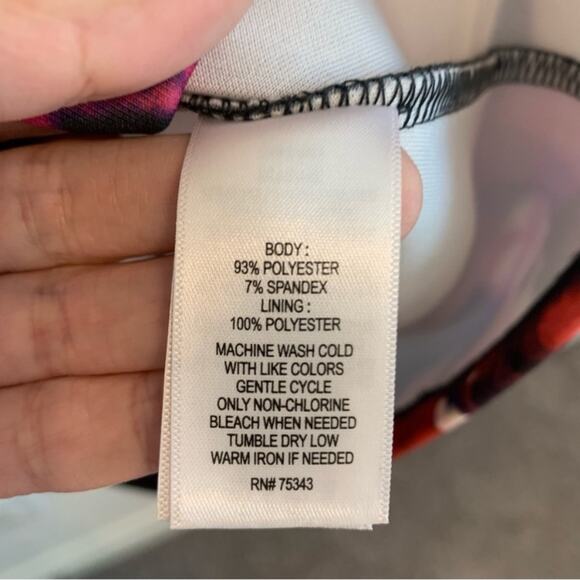 BODY :
93% POLYESTER
7% SPANDEX
LINING :
100% POLYESTER
MACHINE WASH COLD
WITH LIKE COLORS
GENTLE CYCLE
ONLY NON-CHLORINE
BLEACH WHEN NEEDED
TUMBLE DRY LOW
WARM IRON IF NEEDED
RN# 75343